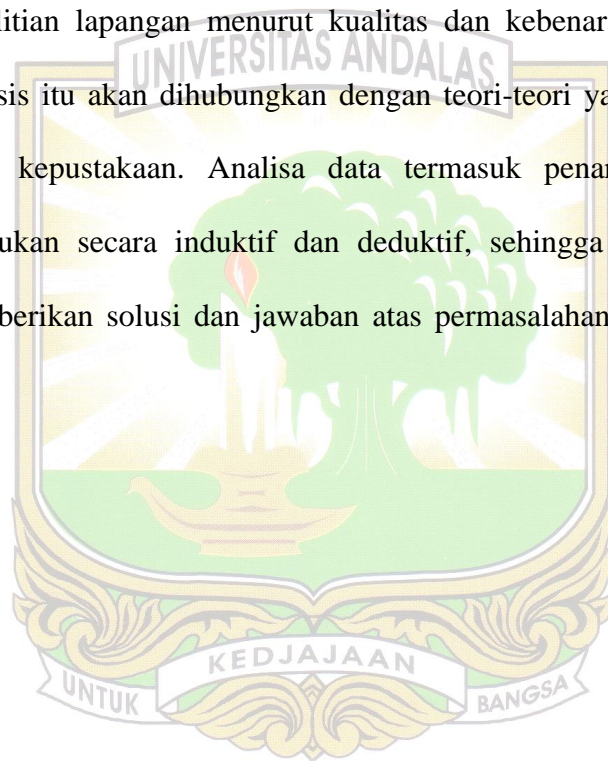 litian lapangan menurut kualitas dan kebenar
UNIVERSITAS ANDALAS
sis itu akan dihubungkan dengan teori-teori ya
kepustakaan. Analisa data termasuk penar
ukan secara induktif dan deduktif, sehingga
berikan solusi dan jawaban atas permasalahan
UNTUK KEDJAJAAN BANGSA